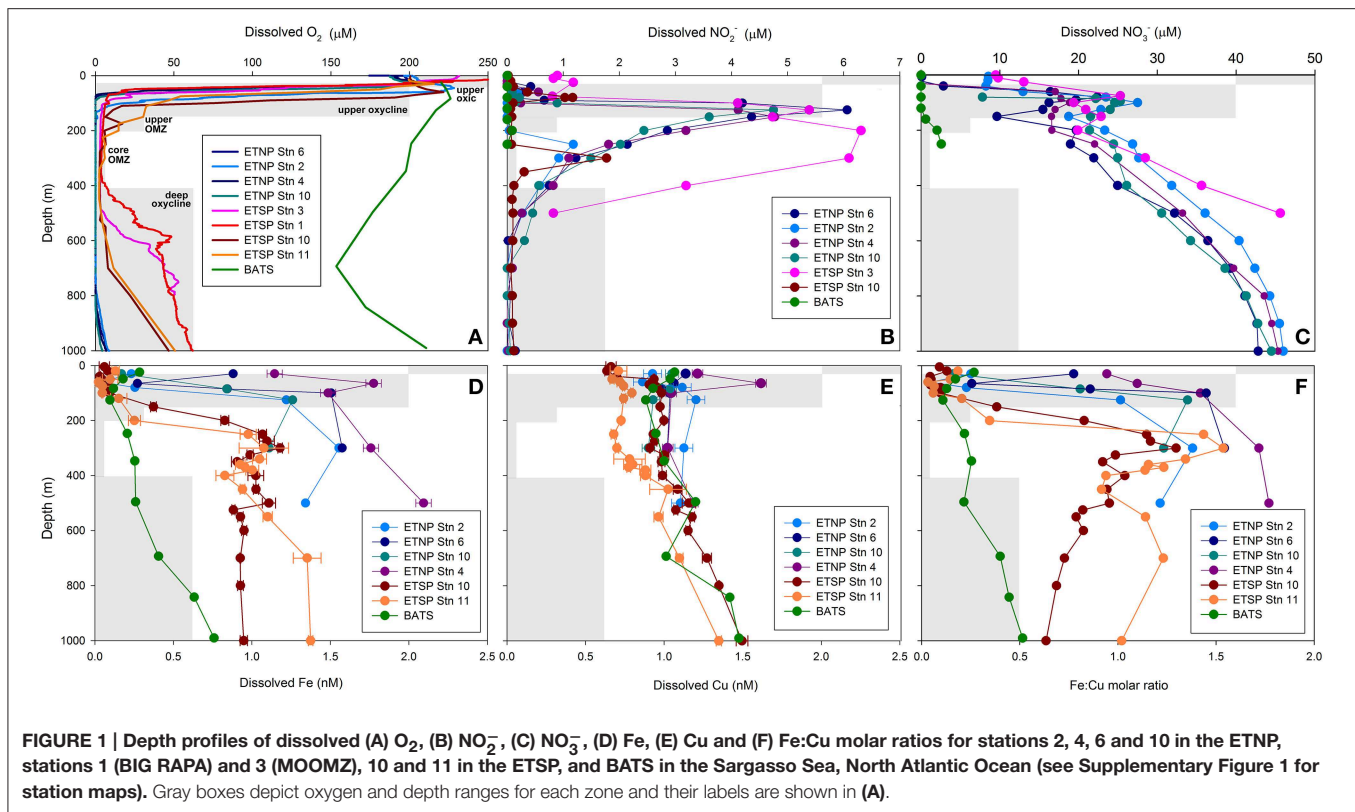 Dissolved O2 (µM)
0 50 100 150 200 250
Depth (m)
0
200
400
600
800
1000
upper oxic
upper oxycline
upper OMZ
core OMZ
deep oxycline
ETNP Stn 6
ETNP Stn 2
ETNP Stn 4
ETNP Stn 10
ETSP Stn 3
ETSP Stn 1
ETSP Stn 10
ETSP Stn 11
BATS
A
Dissolved NO2- (µM)
0 1 2 3 4 5 6 7
ETNP Stn 6
ETNP Stn 2
ETNP Stn 4
ETNP Stn 10
ETSP Stn 3
ETSP Stn 10
BATS
B
Dissolved NO3- (µM)
0 10 20 30 40 50
C
Depth (m)
0
200
400
600
800
1000
D
ETNP Stn 2
ETNP Stn 6
ETNP Stn 10
ETNP Stn 4
ETSP Stn 10
ETSP Stn 11
BATS
0.0 0.5 1.0 1.5 2.0 2.5
Dissolved Fe (nM)
E
ETNP Stn 2
ETNP Stn 6
ETNP Stn 10
ETNP Stn 4
ETSP Stn 10
ETSP Stn 11
BATS
0.0 0.5 1.0 1.5 2.0 2.5
Dissolved Cu (nM)
F
ETNP Stn 2
ETNP Stn 6
ETNP Stn 10
ETNP Stn 4
ETSP Stn 10
ETSP Stn 11
BATS
0.0 0.5 1.0 1.5 2.0
Fe:Cu molar ratio
FIGURE 1 | Depth profiles of dissolved (A) O2, (B) NO2−, (C) NO3−, (D) Fe, (E) Cu and (F) Fe:Cu molar ratios for stations 2, 4, 6 and 10 in the ETNP,
stations 1 (BIG RAPA) and 3 (MOOMZ), 10 and 11 in the ETSP, and BATS in the Sargasso Sea, North Atlantic Ocean (see Supplementary Figure 1 for
station maps). Gray boxes depict oxygen and depth ranges for each zone and their labels are shown in (A).